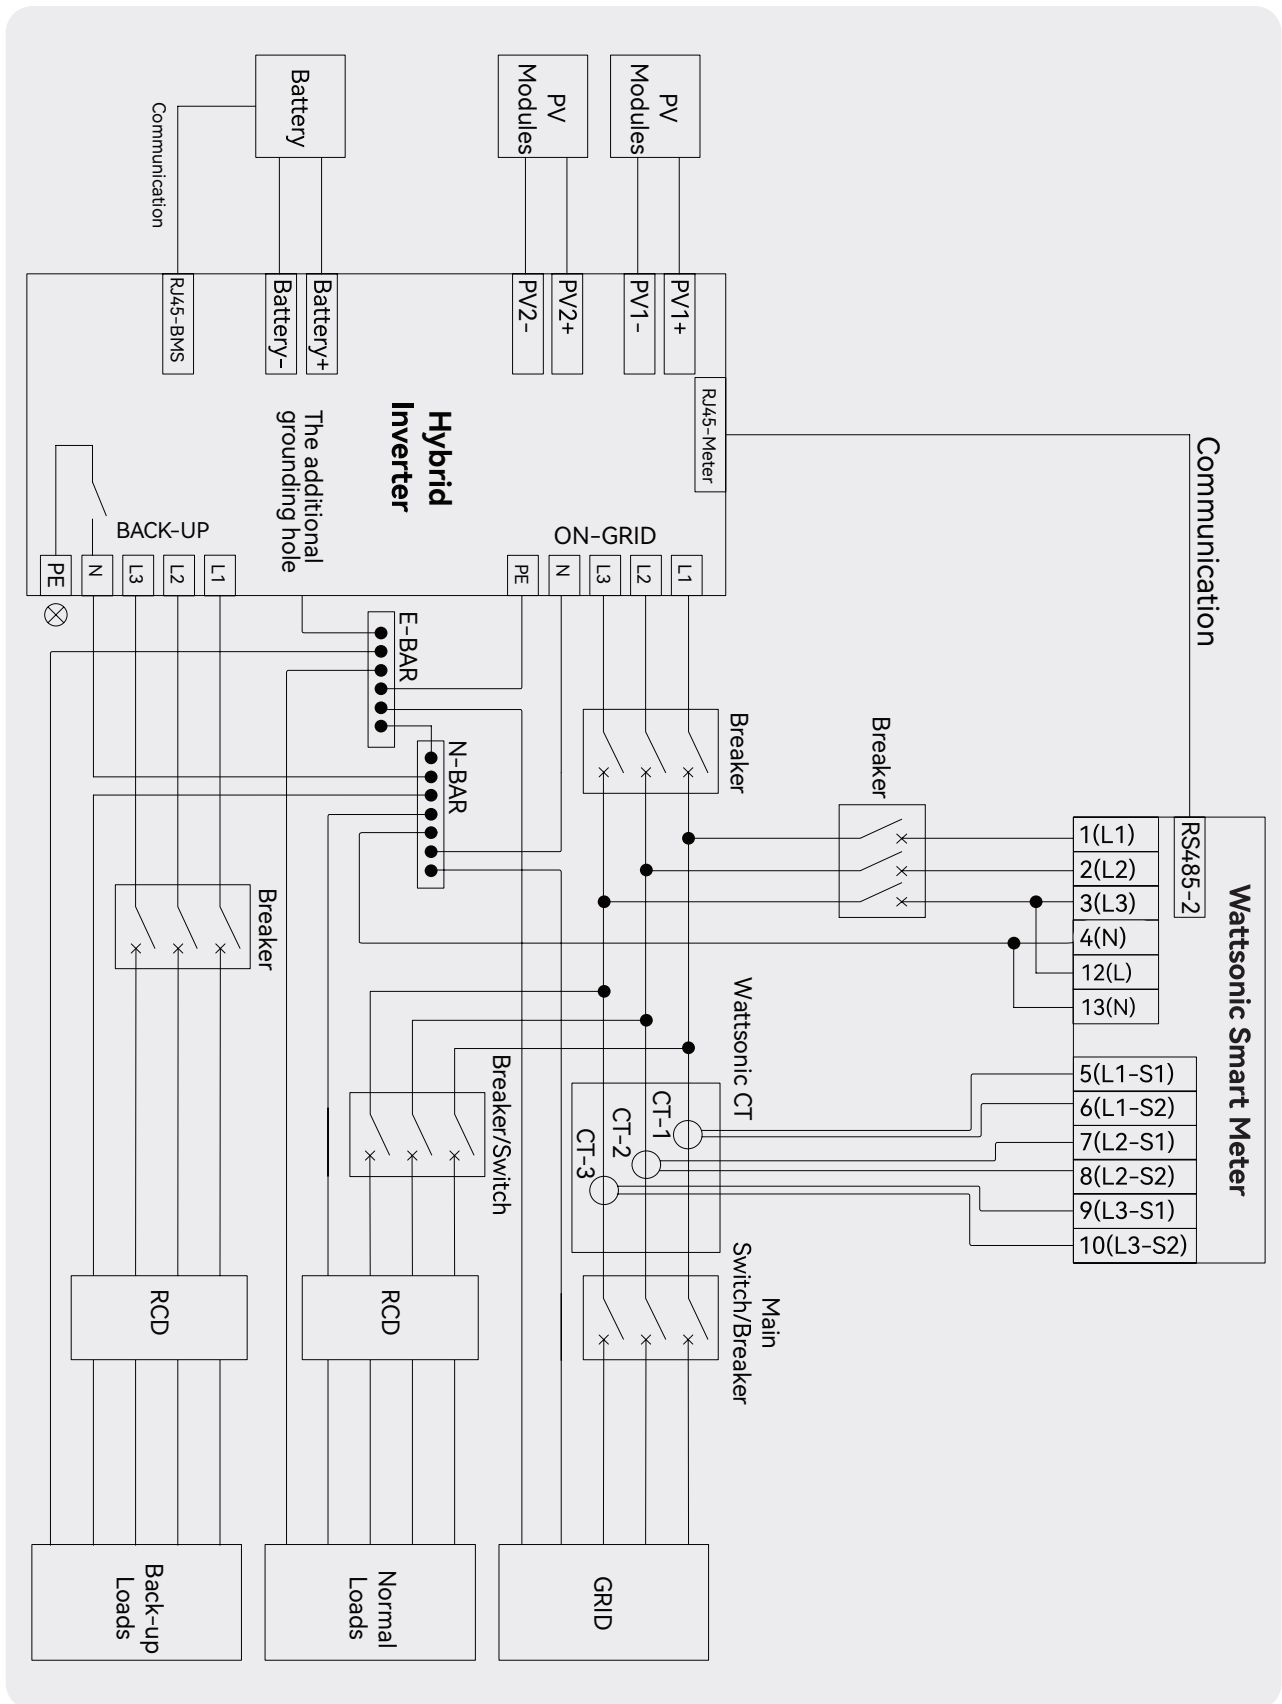 Battery
Communication
PV
Modules
PV
Modules
RJ45-BMS
Battery-
Battery+
PV2-
PV2+
PV1-
PV1+
RJ45-Meter
Hybrid
Inverter
The additional
grounding hole
BACK-UP
ON-GRID
PE
N
L3
L2
L1
PE
N
L3
L2
L1
Communication
E-BAR
N-BAR
Breaker
Breaker
Breaker
RS485-2
Wattsonic Smart Meter
1(L1)
2(L2)
3(L3)
4(N)
12(L)
13(N)
5(L1-S1)
6(L1-S2)
7(L2-S1)
8(L2-S2)
9(L3-S1)
10(L3-S2)
Wattsonic CT
CT-1
CT-2
CT-3
Breaker/Switch
Main
Switch/Breaker
RCD
RCD
Back-up
Loads
Normal
Loads
GRID